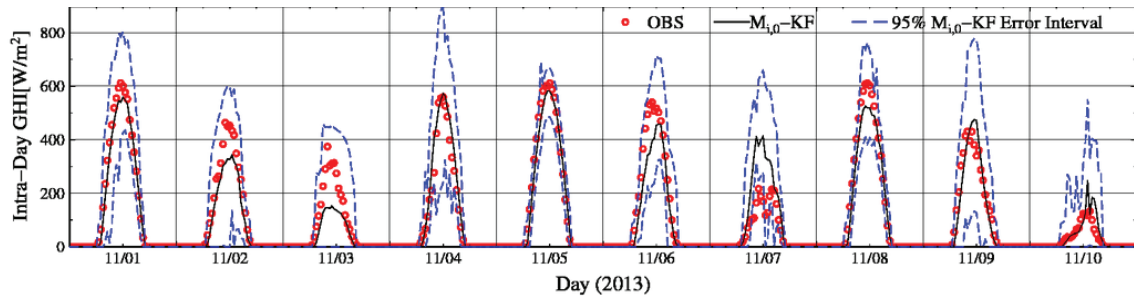 OBS M_{i,0}−KF 95% M_{i,0}−KF Error Interval
Intra−Day GHI[W/m²]
800
600
400
200
0
11/01 11/02 11/03 11/04 11/05 11/06 11/07 11/08 11/09 11/10
Day (2013)